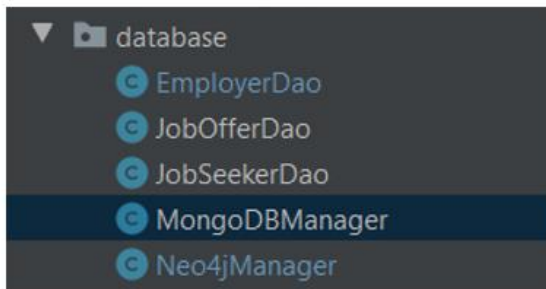 database
C EmployerDao
C JobOfferDao
C JobSeekerDao
C MongoDBManager
C Neo4jManager